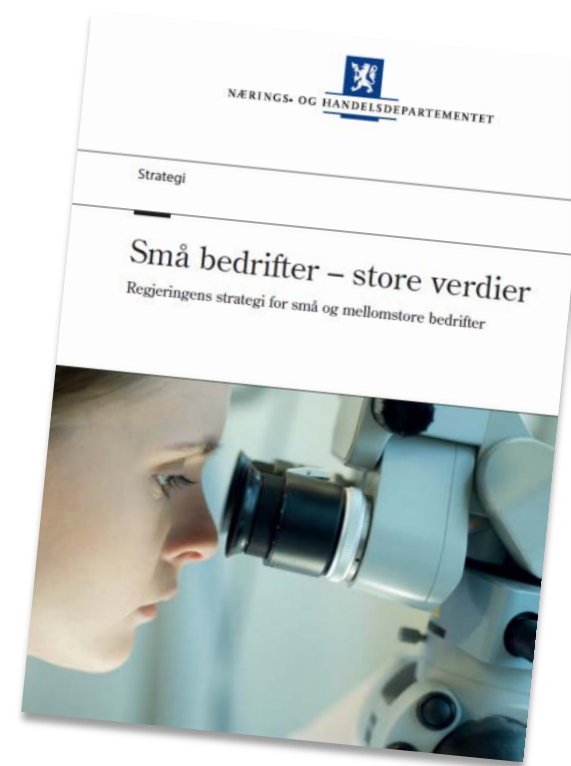 NÆRINGS- OG HANDELSDEPARTEMENTET
Strategi
Små bedrifter – store verdier
Regjeringens strategi for små og mellomstore bedrifter